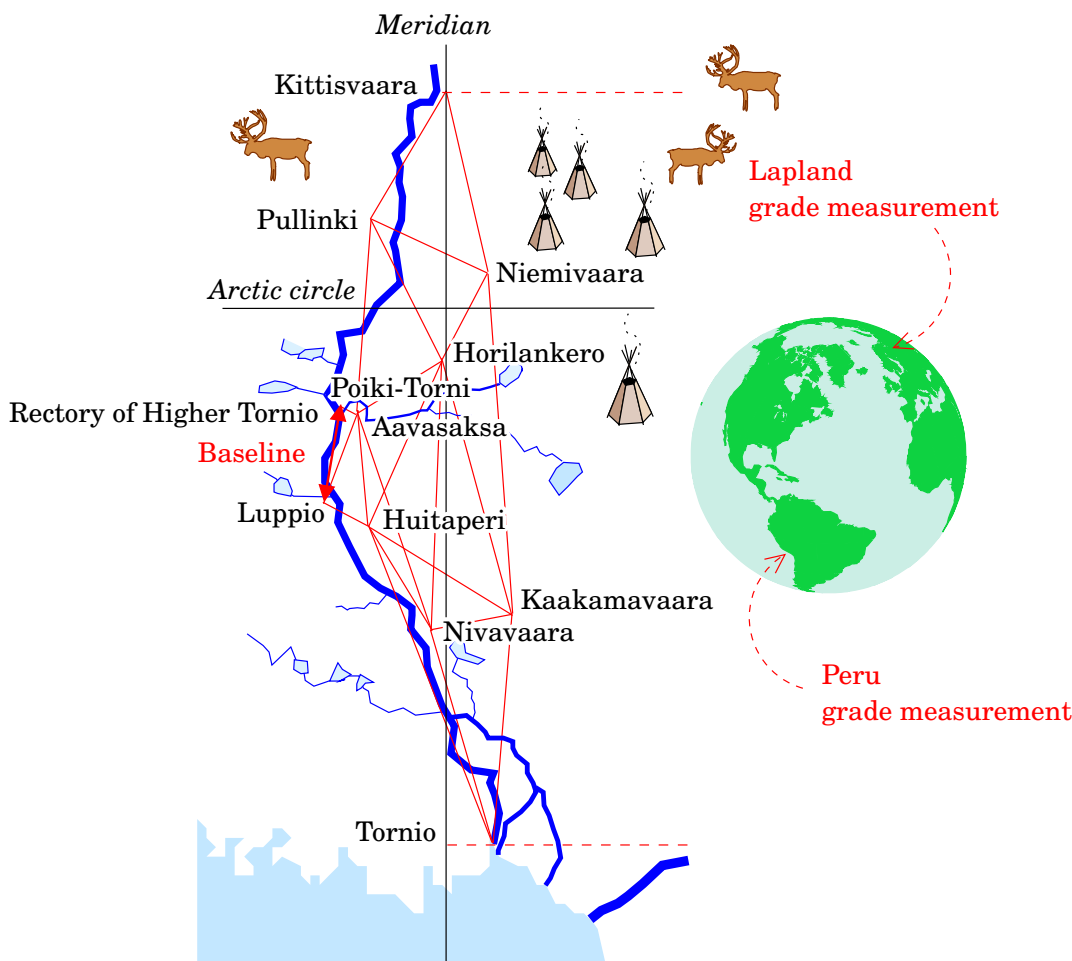 Meridian
Kittisvaara
Lapland
grade measurement
Pullinki
Niemivaara
Arctic circle
Horilankero
Poiki-Torni
Rectory of Higher Tornio
Aavasaksa
Baseline
Luppio
Huitaperi
Kaakamavaara
Nivavaara
Peru
grade measurement
Tornio